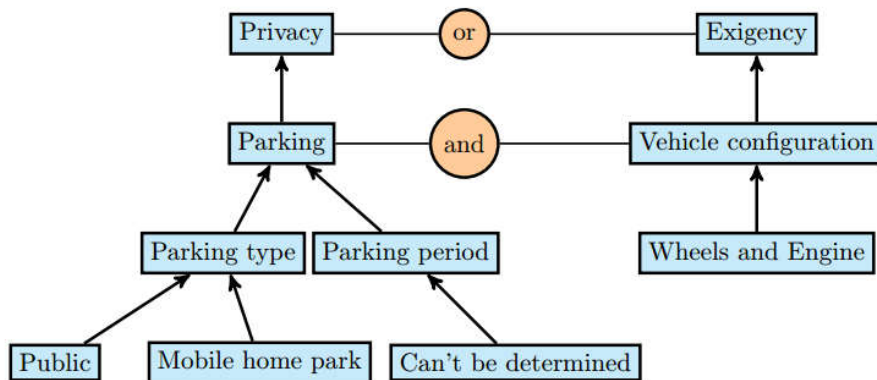 Privacy
or
Exigency
Parking
and
Vehicle configuration
Parking type
Parking period
Wheels and Engine
Public
Mobile home park
Can't be determined